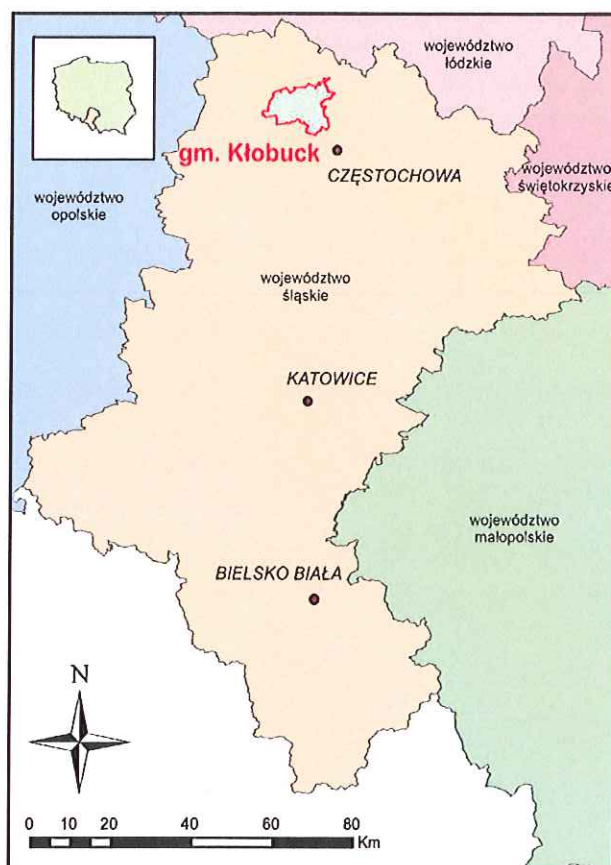 województwo
łódzkie
gm. Kłobuck
CZĘSTOCHOWA
województwo
świętokrzyskie
województwo
opolskie
województwo
śląskie
KATOWICE
województwo
małopolskie
BIELSKO BIAŁA
N
0 10 20 40 60 80
Km